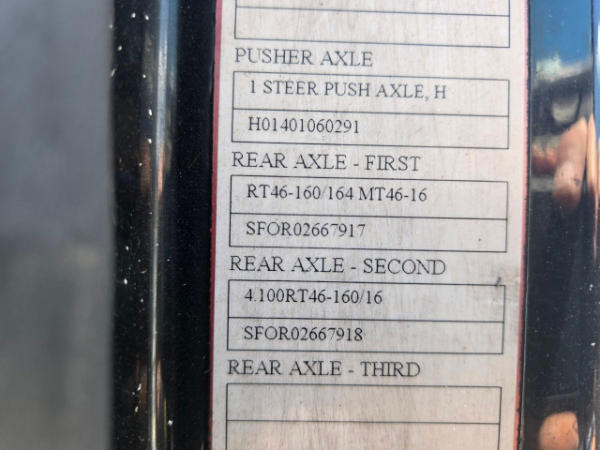 PUSHER AXLE
1 STEER PUSH AXLE, H
H01401060291
REAR AXLE - FIRST
RT46-160/164 MT46-16
SFOR02667917
REAR AXLE - SECOND
4.100RT46-160/16
SFOR02667918
REAR AXLE - THIRD